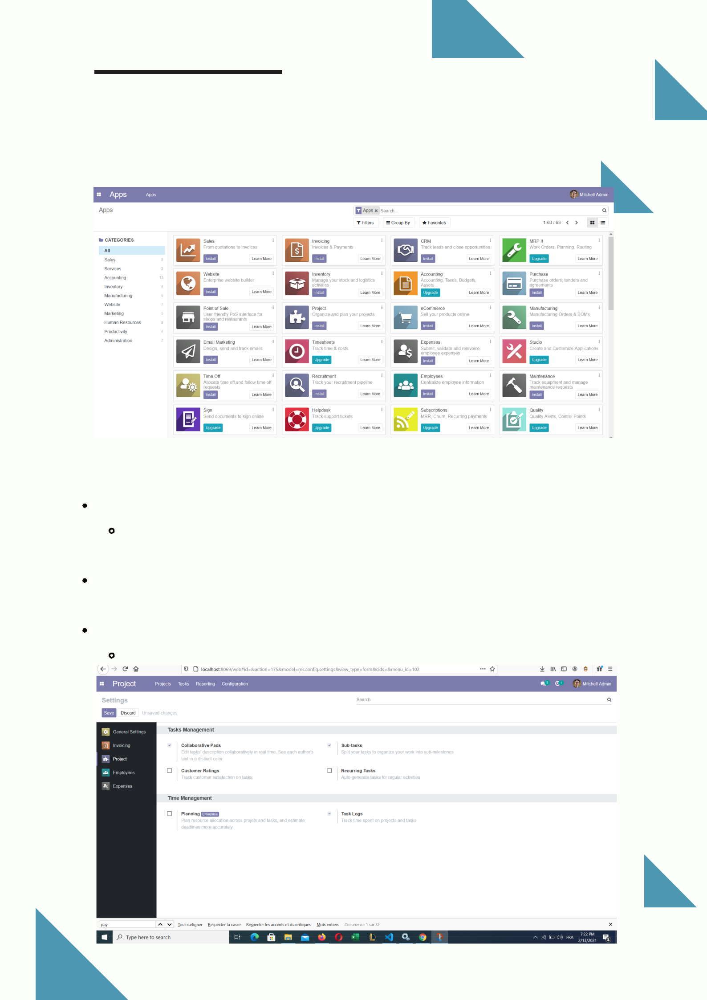 Apps Apps Mitchell Admin
Apps Apps Search...
Filters Group By Favorites 1-63 / 63
CATEGORIES
All
Sales 8
Services 3
Accounting 13
Inventory 4
Manufacturing 5
Website 7
Marketing 5
Human Resources 9
Productivity 4
Administration 2
Sales
From quotations to invoices
Install Learn More
Invoicing
Invoices & Payments
Install Learn More
CRM
Track leads and close opportunities
Install Learn More
MRP II
Work Orders, Planning, Routing
Upgrade Learn More
Website
Enterprise website builder
Install Learn More
Inventory
Manage your stock and logistics
activities
Install Learn More
Accounting
Accounting, Taxes, Budgets,
Assets...
Upgrade Learn More
Purchase
Purchase orders, tenders and
agreements
Install Learn More
Point of Sale
User-friendly PoS interface for
shops and restaurants
Install Learn More
Project
Organize and plan your projects
Install Learn More
eCommerce
Sell your products online
Install Learn More
Manufacturing
Manufacturing Orders & BOMs
Install Learn More
Email Marketing
Design, send and track emails
Install Learn More
Timesheets
Track time & costs
Upgrade Learn More
Expenses
Submit, validate and reinvoice
employee expenses
Install Learn More
Studio
Create and Customize Applications
Upgrade Learn More
Time Off
Allocate time off and follow time off
requests
Install Learn More
Recruitment
Track your recruitment pipeline
Install Learn More
Employees
Centralize employee information
Install Learn More
Maintenance
Track equipment and manage
maintenance requests
Install Learn More
Sign
Send documents to sign online
Upgrade Learn More
Helpdesk
Track support tickets
Upgrade Learn More
Subscriptions
MRR, Churn, Recurring payments
Upgrade Learn More
Quality
Quality Alerts, Control Points
Upgrade Learn More
localhost:8069/web#id=&action=175&model=res.config.settings&view_type=form&cids=&menu_id=102
Project Projects Tasks Reporting Configuration 5 1 Mitchell Admin
Settings Search...
Save Discard Unsaved changes
General Settings
Invoicing
Project
Employees
Expenses
Tasks Management
Collaborative Pads
Edit tasks' description collaboratively in real time. See each author's
text in a distinct color.
Sub-tasks
Split your tasks to organize your work into sub-milestones
Customer Ratings
Track customer satisfaction on tasks
Recurring Tasks
Auto-generate tasks for regular activities
Time Management
Planning Enterprise
Plan resource allocation across projets and tasks, and estimate
deadlines more accurately
Task Logs
Track time spent on projects and tasks
pay Tout surligner Respecter la casse Respecter les accents et diacritiques Mots entiers Occurrence 1 sur 32
Type here to search FRA 7:22 PM
2/13/2021 4